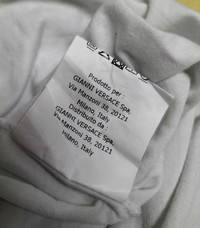 Prodotto per :
GIANNI VERSACE Spa.
Via Manzoni 38, 20121
Milano, Italy
Distribuito da :
GIANNI VERSACE Spa.
Via Manzoni 38, 20121
Milano, Italy